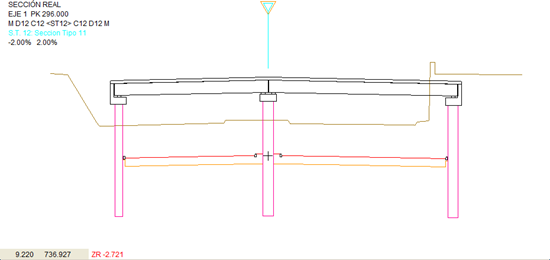 SECCIÓN REAL
EJE 1 PK 296.000
M D12 C12 <ST12> C12 D12 M
S.T. 12: Seccion Tipo 11
-2.00% 2.00%
9.220 736.927 ZR -2.721